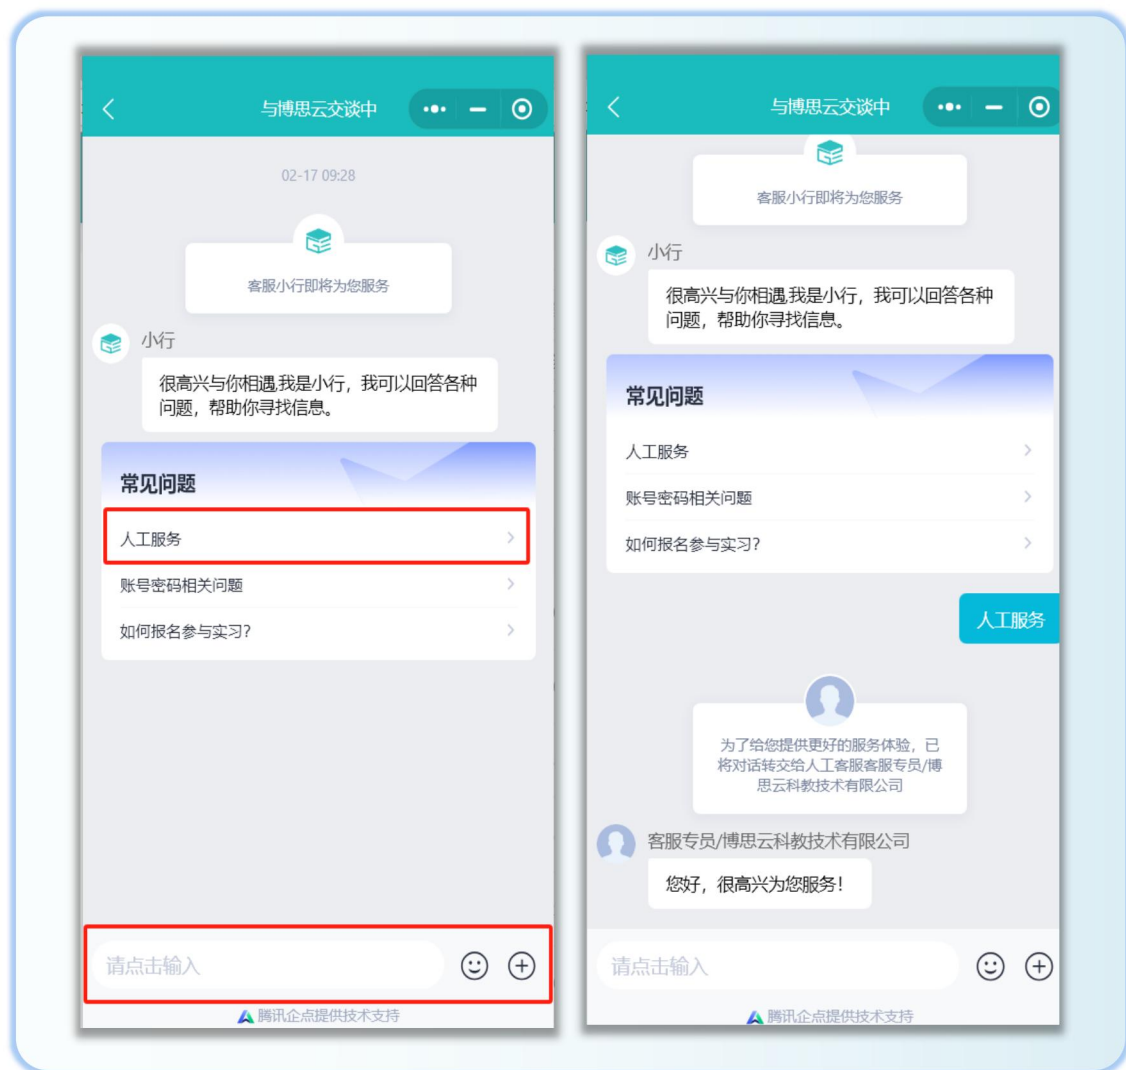 与博思云交谈中
02-17 09:28
客服小行即将为您服务
小行
很高兴与你相遇,我是小行，我可以回答各种
问题，帮助你寻找信息。
常见问题
人工服务
账号密码相关问题
如何报名参与实习?
请点击输入
腾讯企点提供技术支持
与博思云交谈中
客服小行即将为您服务
小行
很高兴与你相遇,我是小行，我可以回答各种
问题，帮助你寻找信息。
常见问题
人工服务
账号密码相关问题
如何报名参与实习?
人工服务
为了给您提供更好的服务体验，已
将对话转交给人工客服客服专员/博
思云科教技术有限公司
客服专员/博思云科教技术有限公司
您好，很高兴为您服务！
请点击输入
腾讯企点提供技术支持